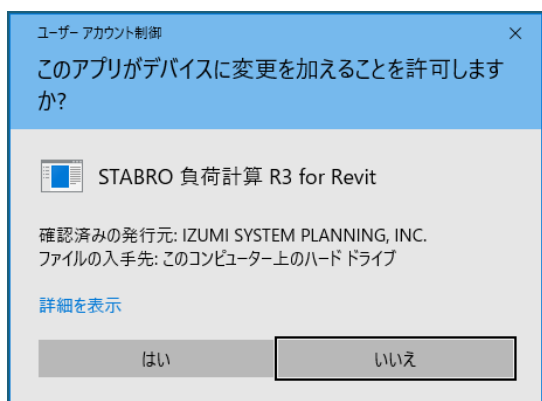 ユーザー アカウント制御
このアプリがデバイスに変更を加えることを許可します
か?
STABRO 負荷計算 R3 for Revit
確認済みの発行元: IZUMI SYSTEM PLANNING, INC.
ファイルの入手先: このコンピューター上のハード ドライブ
詳細を表示
はい
いいえ